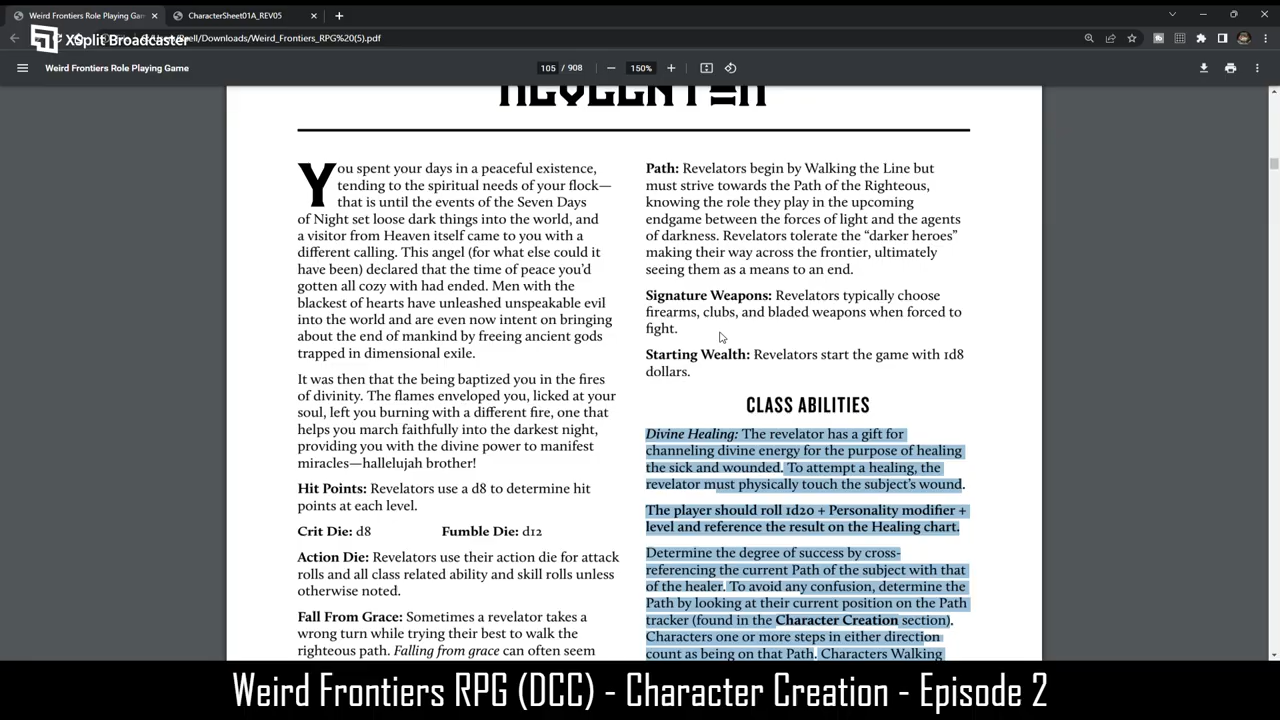 Weird Frontiers Role Playing Gam
CharacterSheet01A_REV05
XSplit Broadcaster
ell/Downloads/Weird_Frontiers_RPG%20(5).pdf
Weird Frontiers Role Playing Game
105 / 908
150%
REVELATOR
You spent your days in a peaceful existence,
tending to the spiritual needs of your flock—
that is until the events of the Seven Days
of Night set loose dark things into the world, and
a visitor from Heaven itself came to you with a
different calling. This angel (for what else could it
have been) declared that the time of peace you'd
gotten all cozy with had ended. Men with the
blackest of hearts have unleashed unspeakable evil
into the world and are even now intent on bringing
about the end of mankind by freeing ancient gods
trapped in dimensional exile.
It was then that the being baptized you in the fires
of divinity. The flames enveloped you, licked at your
soul, left you burning with a different fire, one that
helps you march faithfully into the darkest night,
providing you with the divine power to manifest
miracles—hallelujah brother!
Hit Points: Revelators use a d8 to determine hit
points at each level.
Crit Die: d8 Fumble Die: d12
Action Die: Revelators use their action die for attack
rolls and all class related ability and skill rolls unless
otherwise noted.
Fall From Grace: Sometimes a revelator takes a
wrong turn while trying their best to walk the
righteous path. Falling from grace can often seem
Path: Revelators begin by Walking the Line but
must strive towards the Path of the Righteous,
knowing the role they play in the upcoming
endgame between the forces of light and the agents
of darkness. Revelators tolerate the “darker heroes”
making their way across the frontier, ultimately
seeing them as a means to an end.
Signature Weapons: Revelators typically choose
firearms, clubs, and bladed weapons when forced to
fight.
Starting Wealth: Revelators start the game with 1d8
dollars.
CLASS ABILITIES
Divine Healing: The revelator has a gift for
channeling divine energy for the purpose of healing
the sick and wounded. To attempt a healing, the
revelator must physically touch the subject's wound.
The player should roll 1d20 + Personality modifier +
level and reference the result on the Healing chart.
Determine the degree of success by cross-
referencing the current Path of the subject with that
of the healer. To avoid any confusion, determine the
Path by looking at their current position on the Path
tracker (found in the Character Creation section).
Characters one or more steps in either direction
count as being on that Path. Characters Walking
Weird Frontiers RPG (DCC) - Character Creation - Episode 2